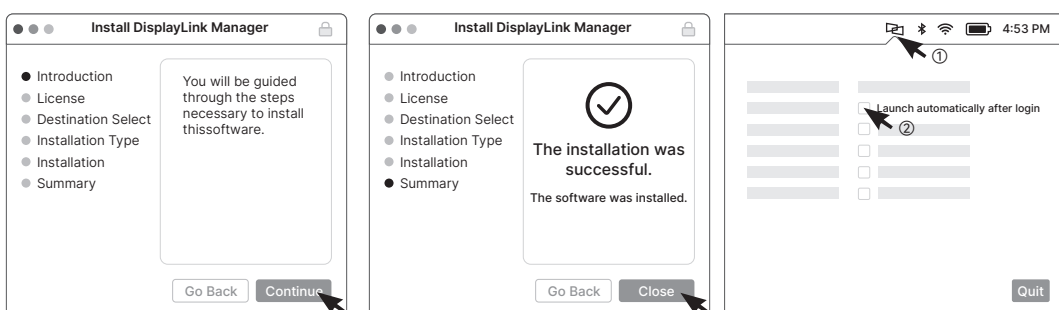 Install DisplayLink Manager
Introduction
License
Destination Select
Installation Type
Installation
Summary
You will be guided
through the steps
necessary to install
thissoftware.
Go Back Continue
Install DisplayLink Manager
Introduction
License
Destination Select
Installation Type
Installation
Summary
The installation was
successful.
The software was installed.
Go Back Close
4:53 PM
①
Launch automatically after login
②
Quit